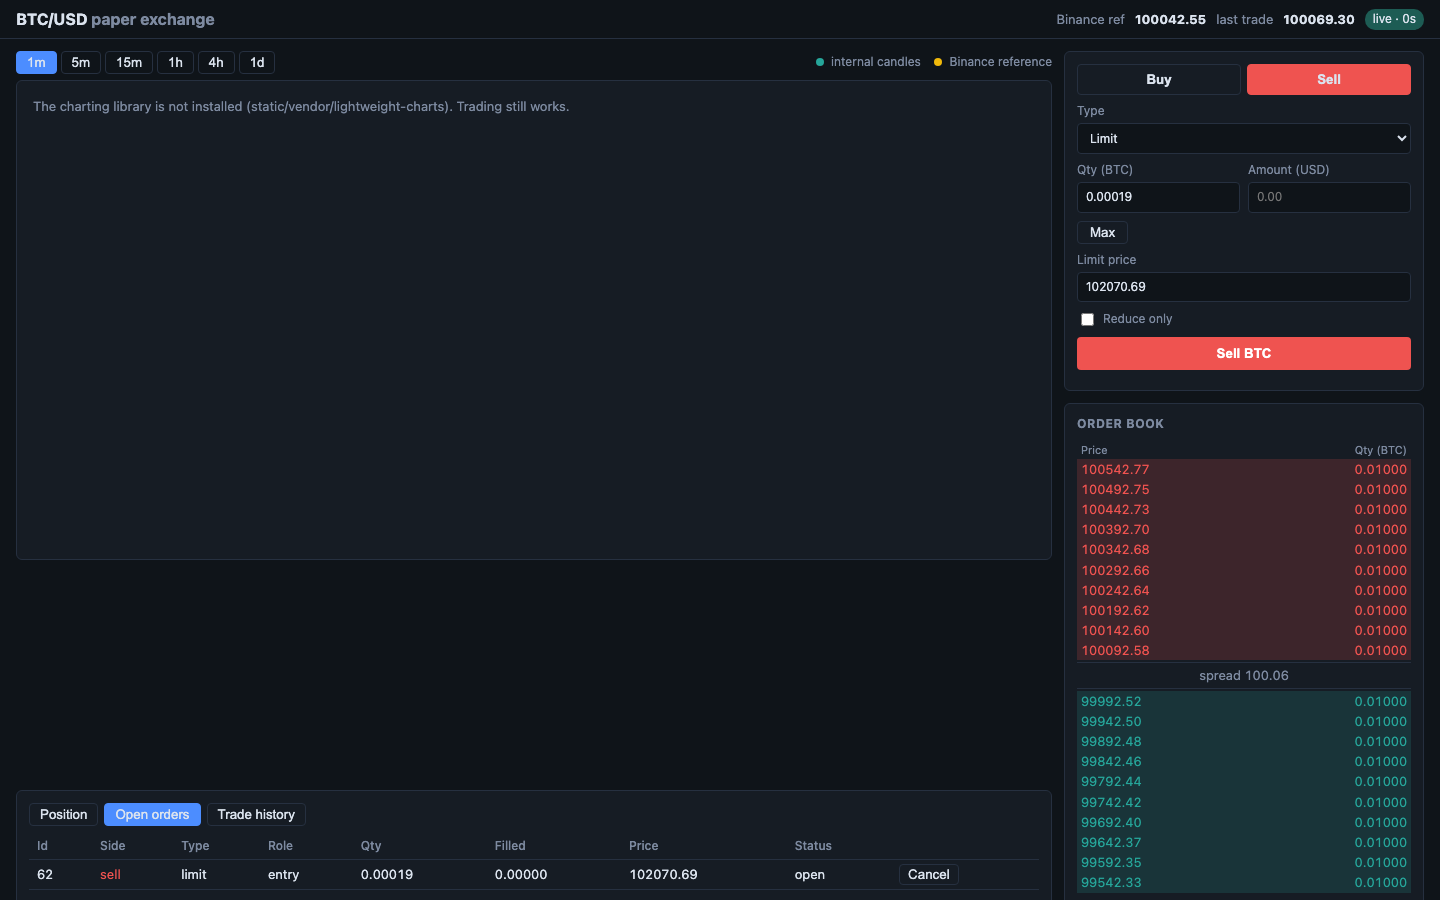 BTC/USD paper exchange
Binance ref 100042.55 last trade 100069.30 live · 0s
1m 5m 15m 1h 4h 1d
internal candles Binance reference
The charting library is not installed (static/vendor/lightweight-charts). Trading still works.
Buy Sell
Type
Limit
Qty (BTC) Amount (USD)
0.00019 0.00
Max
Limit price
102070.69
Reduce only
Sell BTC
ORDER BOOK
Price Qty (BTC)
100542.77 0.01000
100492.75 0.01000
100442.73 0.01000
100392.70 0.01000
100342.68 0.01000
100292.66 0.01000
100242.64 0.01000
100192.62 0.01000
100142.60 0.01000
100092.58 0.01000
spread 100.06
99992.52 0.01000
99942.50 0.01000
99892.48 0.01000
99842.46 0.01000
99792.44 0.01000
99742.42 0.01000
99692.40 0.01000
99642.37 0.01000
99592.35 0.01000
99542.33 0.01000
Position Open orders Trade history
Id Side Type Role Qty Filled Price Status
62 sell limit entry 0.00019 0.00000 102070.69 open Cancel